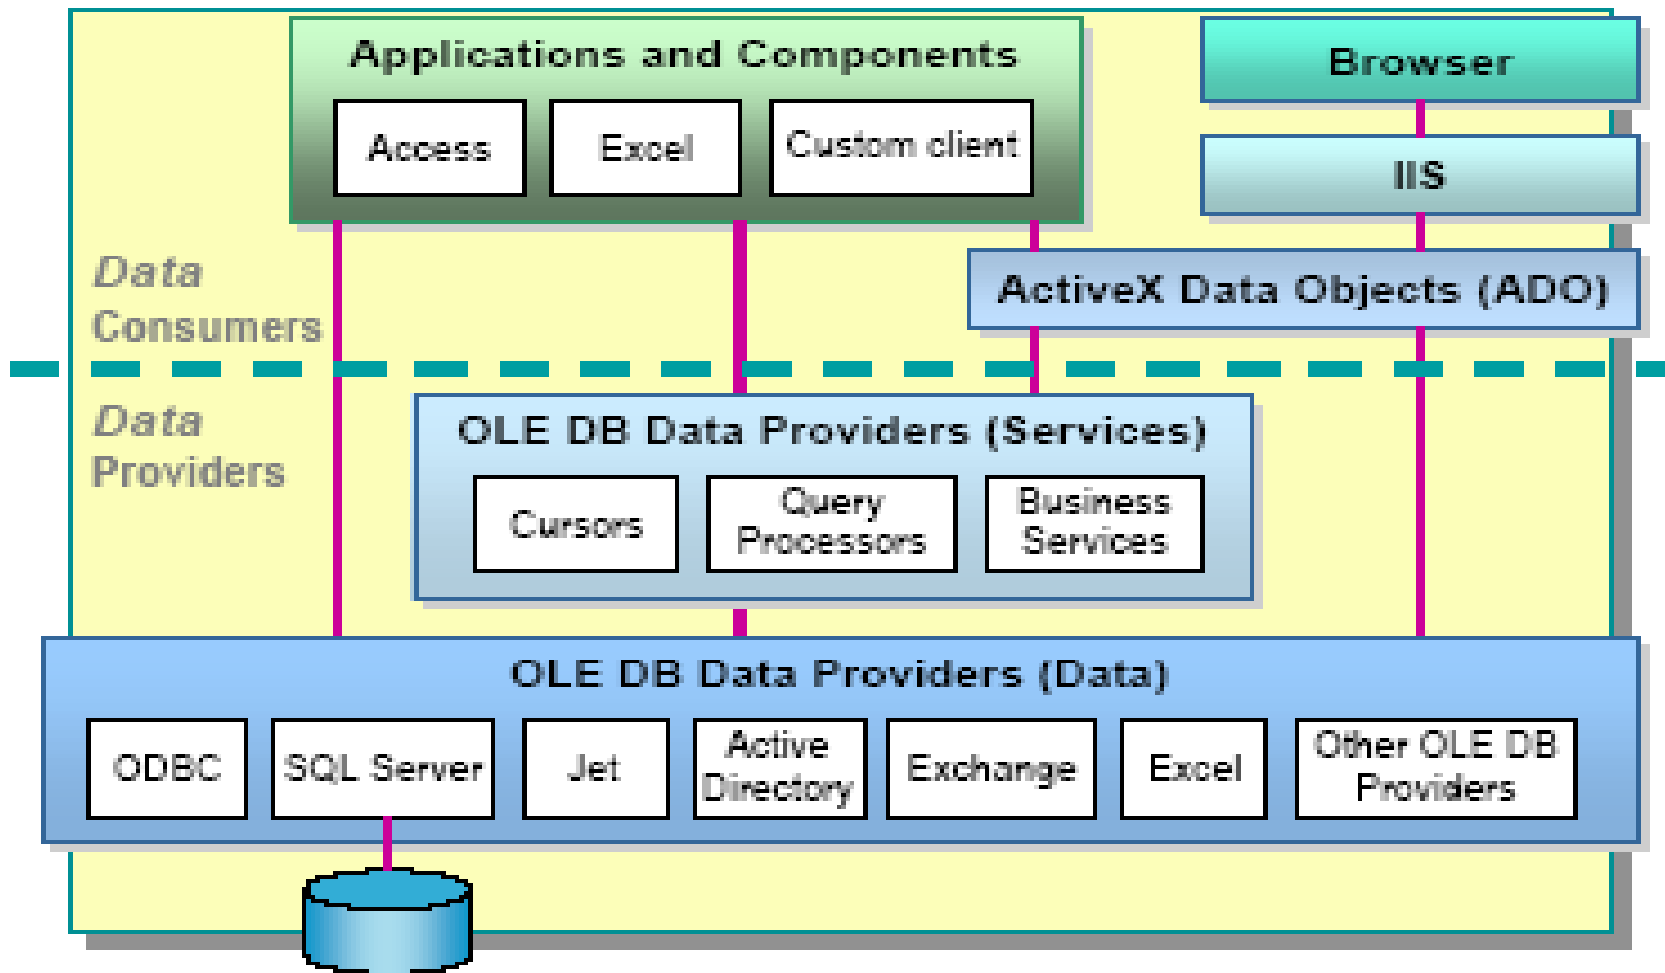 Applications and Components
Browser
Access
Excel
Custom client
IIS
Data
Consumers
ActiveX Data Objects (ADO)
Data
Providers
OLE DB Data Providers (Services)
Cursors
Query
Processors
Business
Services
OLE DB Data Providers (Data)
ODBC
SQL Server
Jet
Active
Directory
Exchange
Excel
Other OLE DB
Providers